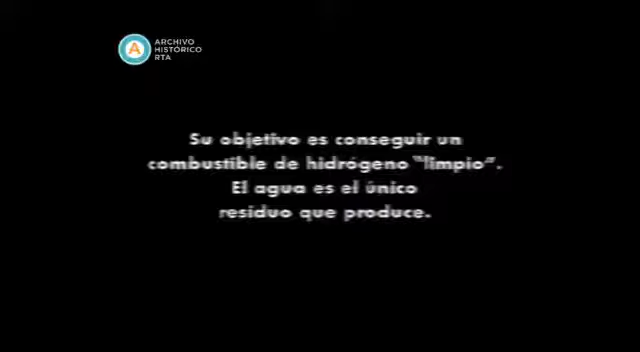 ARCHIVO
HISTÓRICO
RTA
Su objetivo es conseguir un
combustible de hidrógeno "limpio".
El agua es el único
residuo que produce.